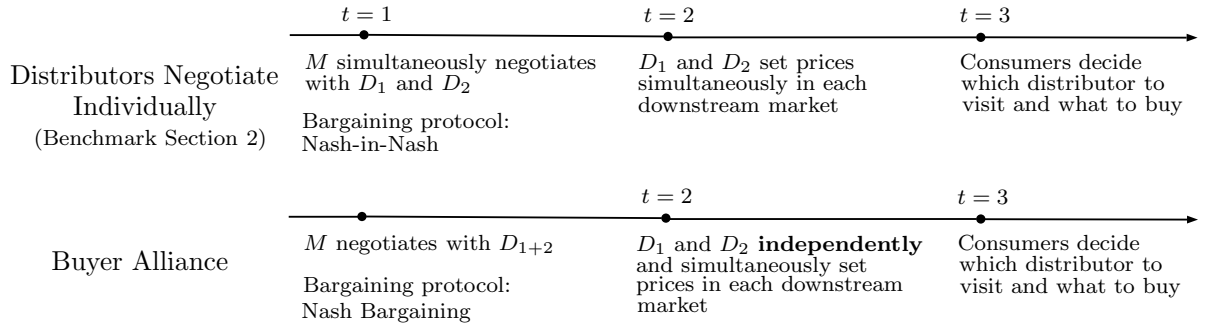 t = 1
t = 2
t = 3
Distributors Negotiate
Individually
(Benchmark Section 2)
M simultaneously negotiates
with D1 and D2
Bargaining protocol:
Nash-in-Nash
D1 and D2 set prices
simultaneously in each
downstream market
Consumers decide
which distributor to
visit and what to buy
t = 2
t = 3
Buyer Alliance
M negotiates with D1+2
Bargaining protocol:
Nash Bargaining
D1 and D2 independently
and simultaneously set
prices in each downstream
market
Consumers decide
which distributor to
visit and what to buy